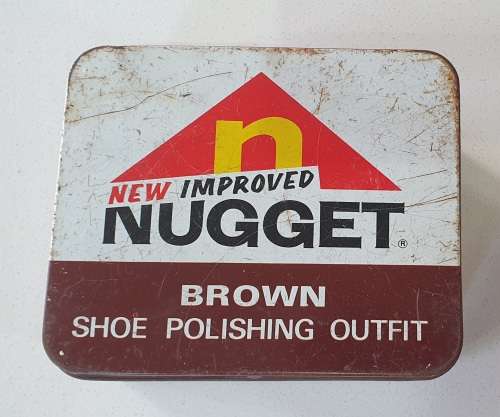 n
NEW IMPROVED
NUGGET®
BROWN
SHOE POLISHING OUTFIT